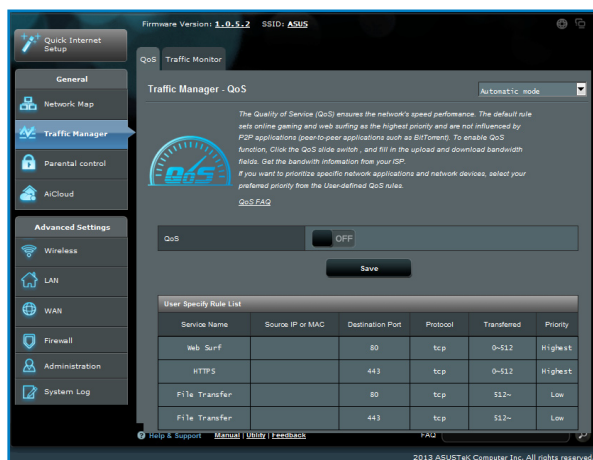 Firmware Version: 1.0.5.2 SSID: ASUS
Quick Internet Setup
QoS Traffic Monitor
General
Network Map
Traffic Manager
Parental control
AiCloud
Advanced Settings
Wireless
LAN
WAN
Firewall
Administration
System Log
Traffic Manager - QoS
Automatic mode
The Quality of Service (QoS) ensures the network's speed performance. The default rule
sets online gaming and web surfing as the highest priority and are not influenced by
P2P applications (peer-to-peer applications such as BitTorrent). To enable QoS
function, Click the QoS slide switch , and fill in the upload and download bandwidth
fields. Get the bandwith information from your ISP.
If you want to prioritize specific network applications and network devices, select your
preferred priority from the User-defined QoS rules.
QoS
QoS FAQ
QoS OFF
Save
User Specify Rule List
Service Name Source IP or MAC Destination Port Protocol Transferred Priority
Web Surf 80 tcp 0~512 Highest
HTTPS 443 tcp 0~512 Highest
File Transfer 80 tcp 512~ Low
File Transfer 443 tcp 512~ Low
Help & Support Manual | Utility | Feedback FAQ
2013 ASUSTeK Computer Inc. All rights reserved